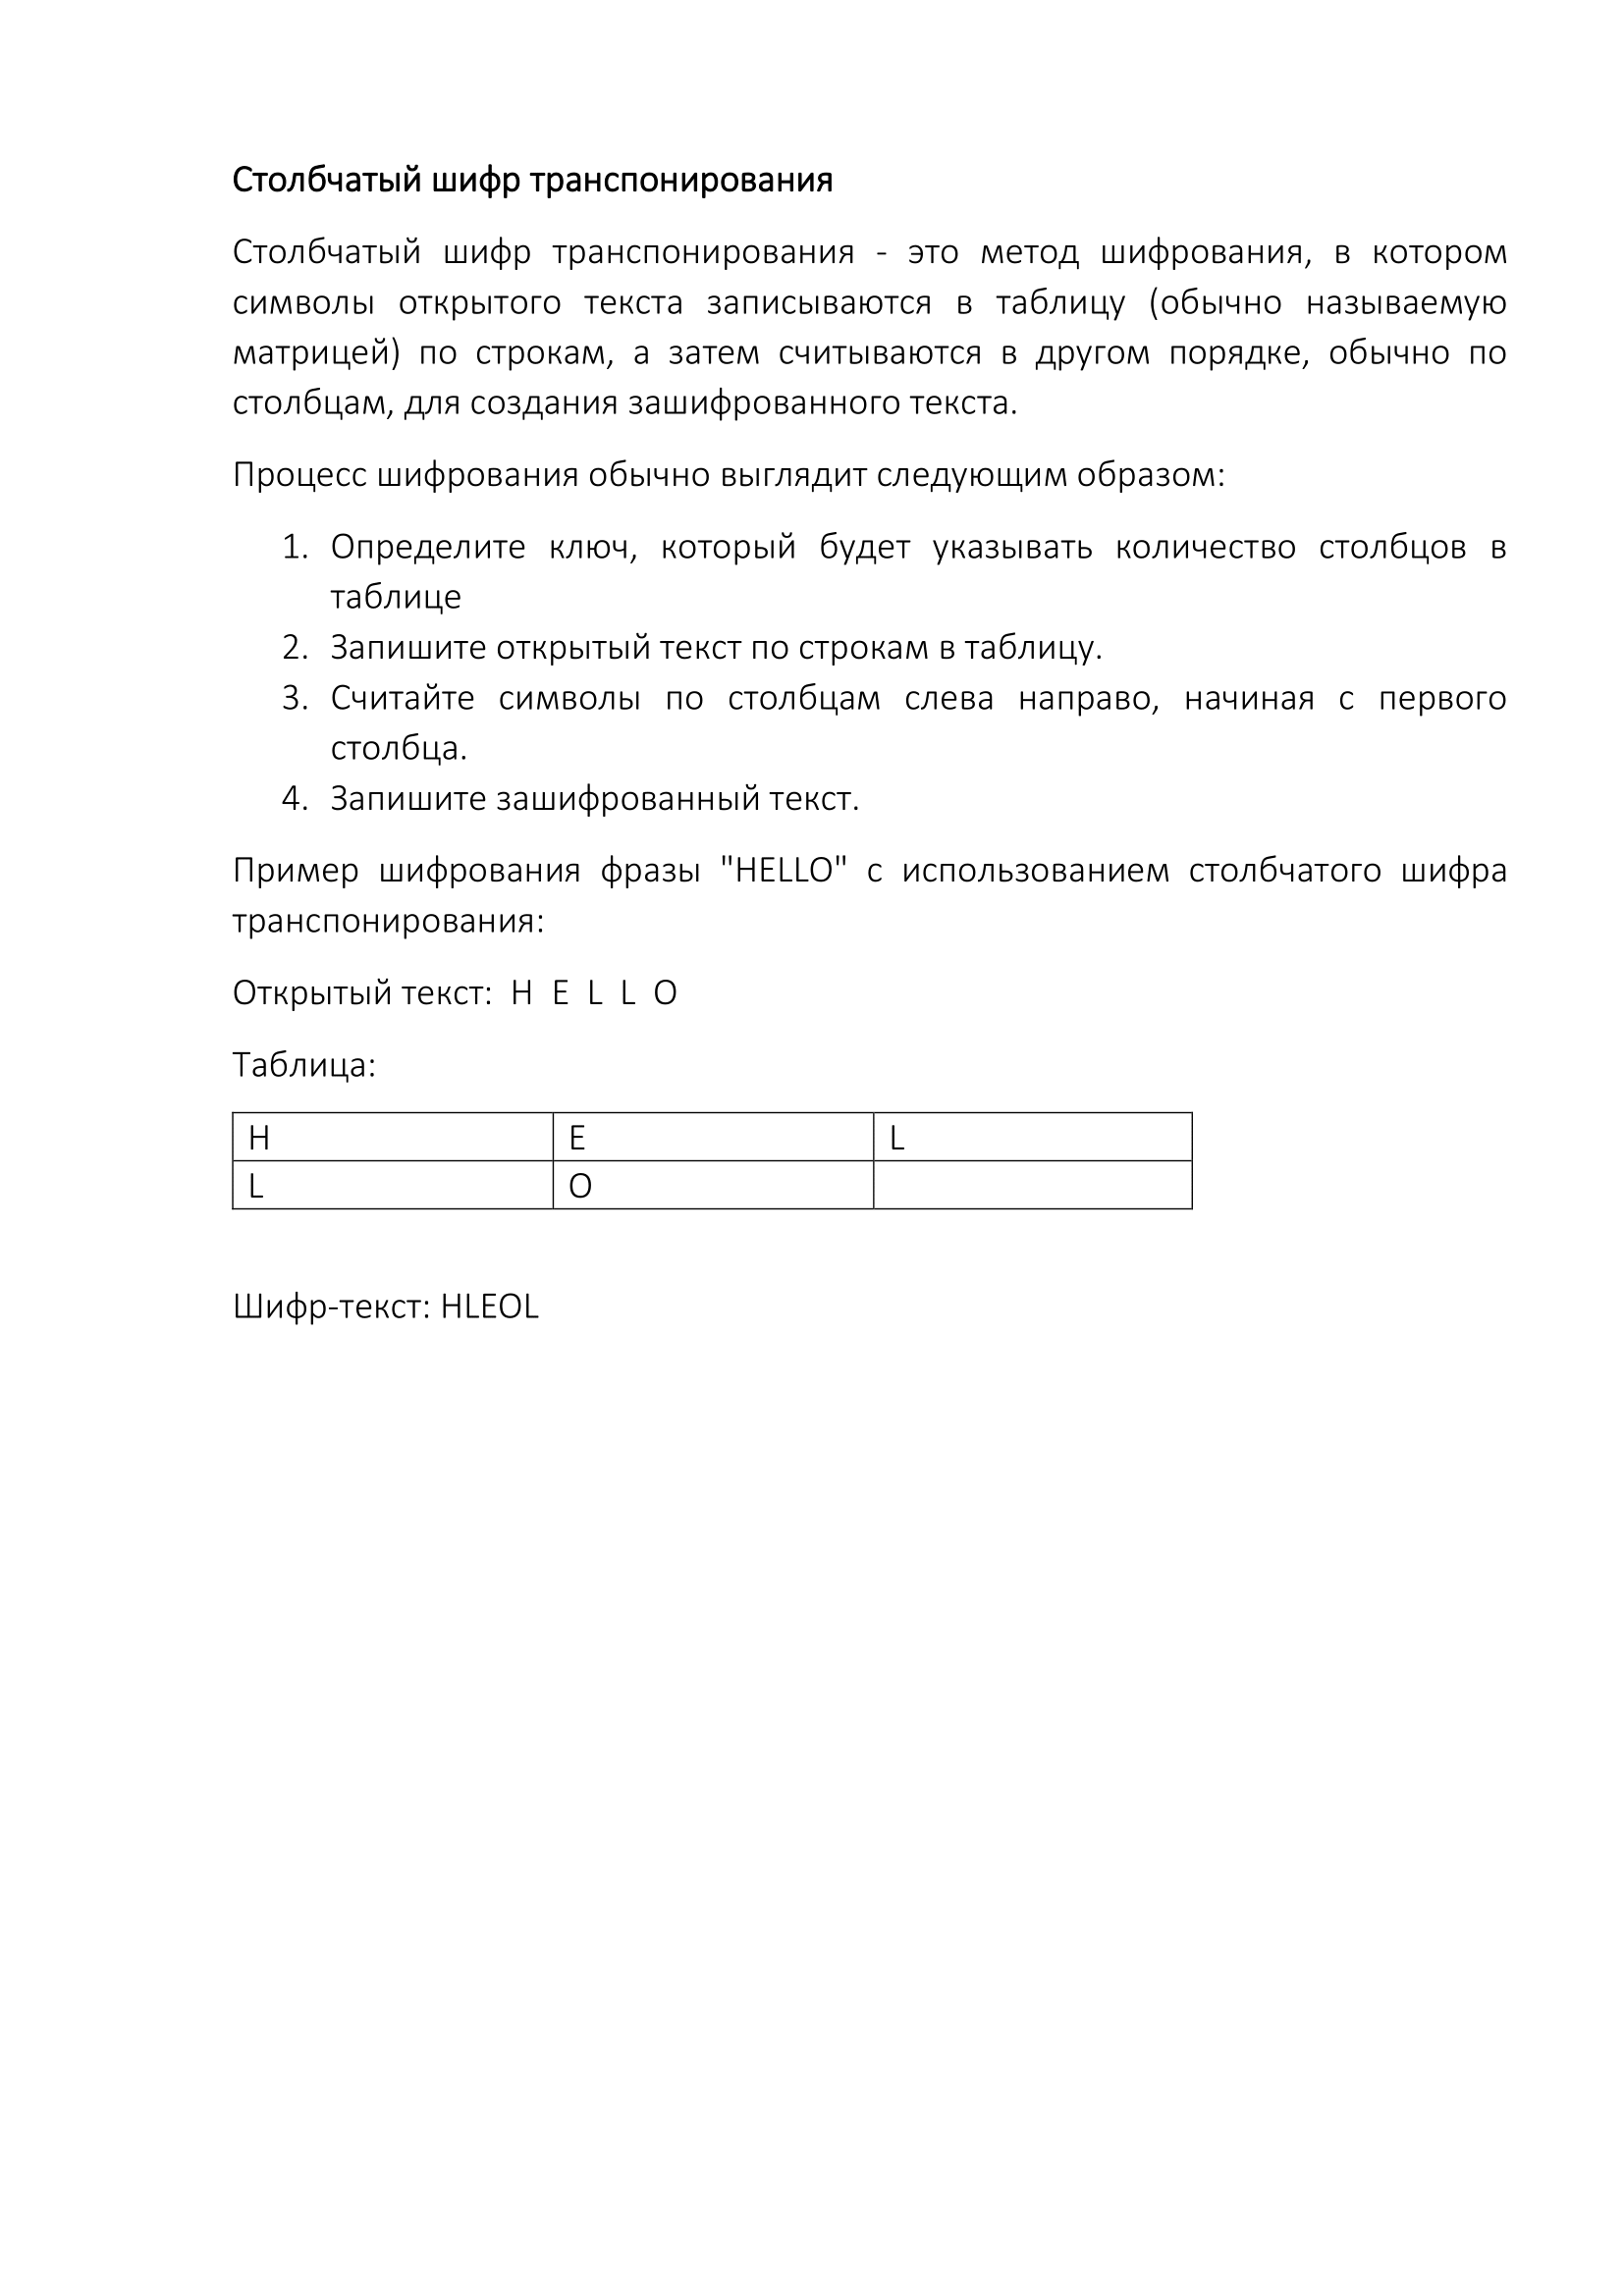 Столбчатый шифр транспонирования
Столбчатый шифр транспонирования - это метод шифрования, в котором
символы открытого текста записываются в таблицу (обычно называемую
матрицей) по строкам, а затем считываются в другом порядке, обычно по
столбцам, для создания зашифрованного текста.
Процесс шифрования обычно выглядит следующим образом:
1. Определите ключ, который будет указывать количество столбцов в
таблице
2. Запишите открытый текст по строкам в таблицу.
3. Считайте символы по столбцам слева направо, начиная с первого
столбца.
4. Запишите зашифрованный текст.
Пример шифрования фразы "HELLO" с использованием столбчатого шифра
транспонирования:
Открытый текст: H E L L O
Таблица:
H E L
L O
Шифр-текст: HLEOL